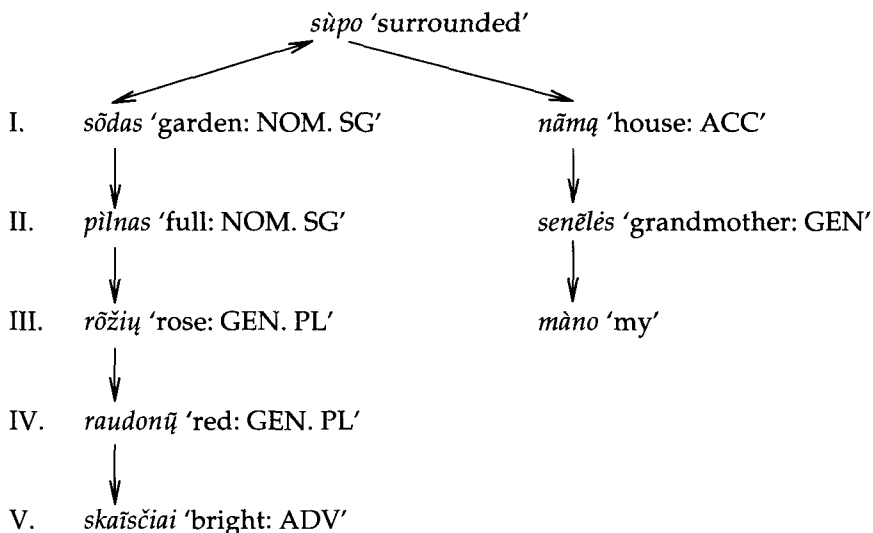 sùpo 'surrounded'
I. sõdas 'garden: NOM. SG' nãmą 'house: ACC'
II. pìlnas 'full: NOM. SG' senẽlės 'grandmother: GEN'
III. rõžių 'rose: GEN. PL' màno 'my'
IV. raudonų̃ 'red: GEN. PL'
V. skaĩsčiai 'bright: ADV'